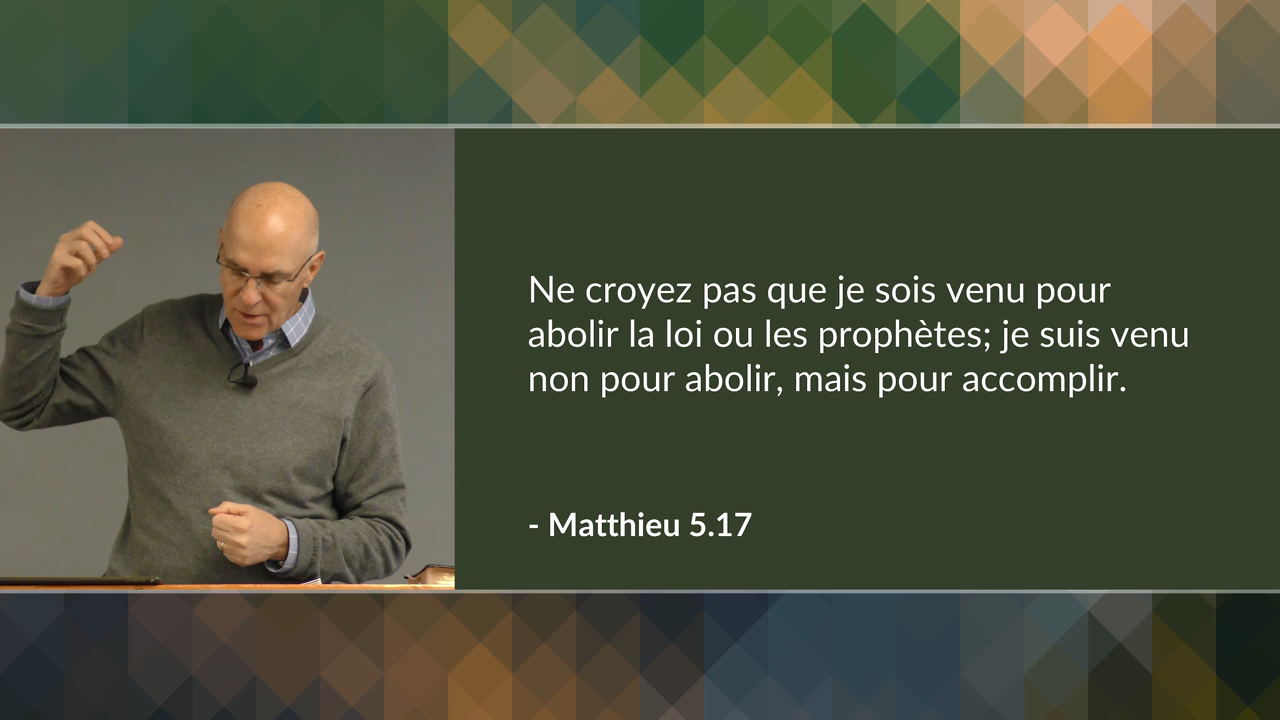 Ne croyez pas que je sois venu pour
abolir la loi ou les prophètes; je suis venu
non pour abolir, mais pour accomplir.
- Matthieu 5.17